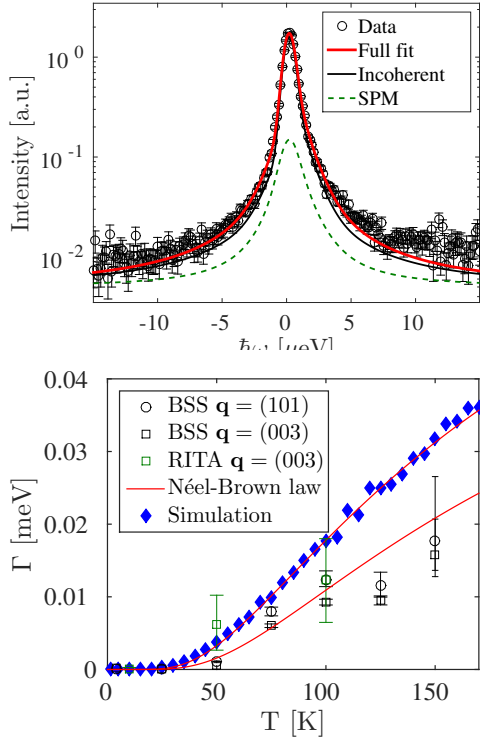 Intensity [a.u.]
10^0
10^-1
10^-2
Data
Full fit
Incoherent
SPM
-10 -5 0 5 10
ħω [μeV]
Γ [meV]
0.04
0.03
0.02
0.01
0
BSS q = (101)
BSS q = (003)
RITA q = (003)
Néel-Brown law
Simulation
0 50 100 150
T [K]